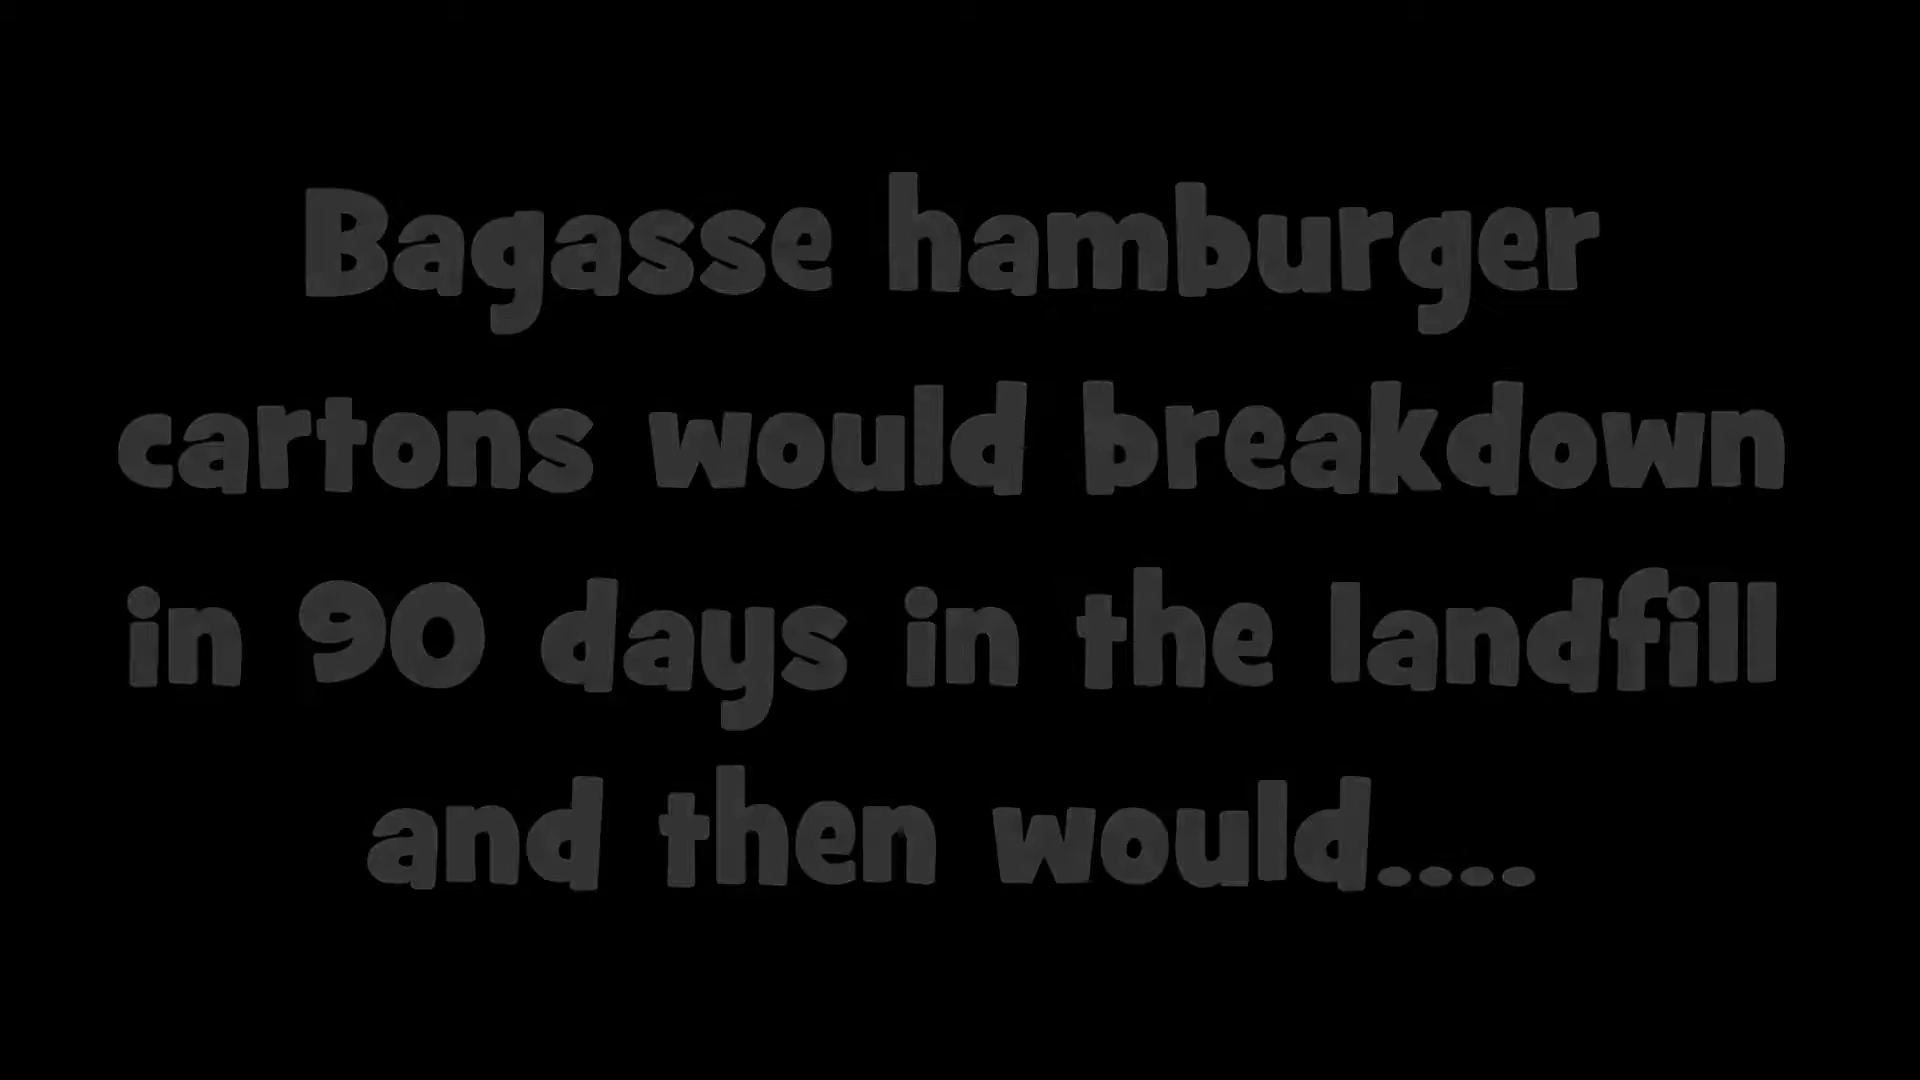 Bagasse hamburger
cartons would breakdown
in 90 days in the landfill
and then would....